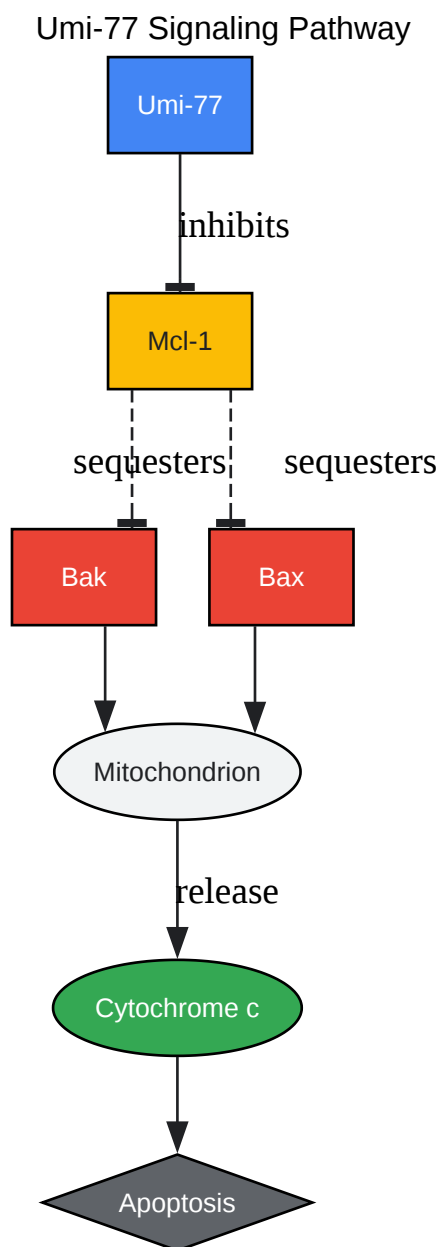 Umi-77 Signaling Pathway
Umi-77
inhibits
Mcl-1
sequesters
sequesters
Bak
Bax
Mitochondrion
release
Cytochrome c
Apoptosis